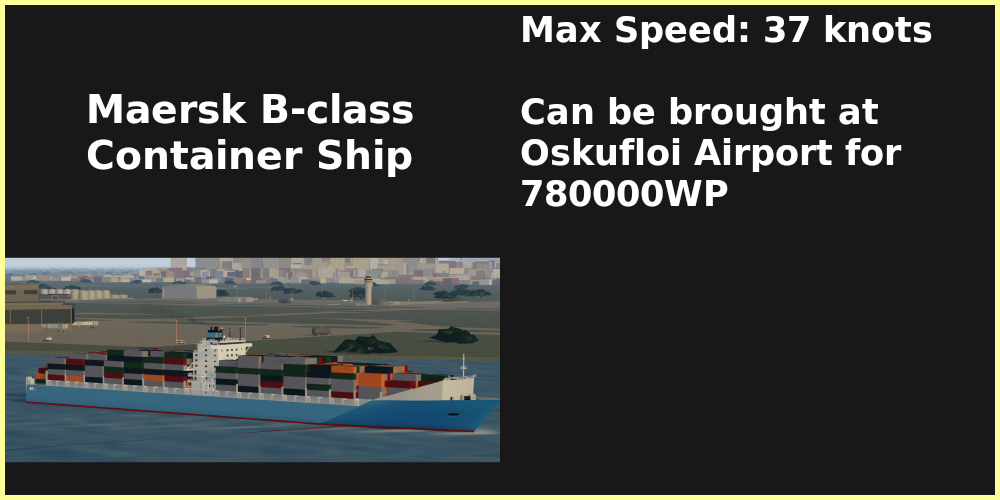 Maersk B-class
Container Ship
Max Speed: 37 knots
Can be brought at
Oskufloi Airport for
780000WP